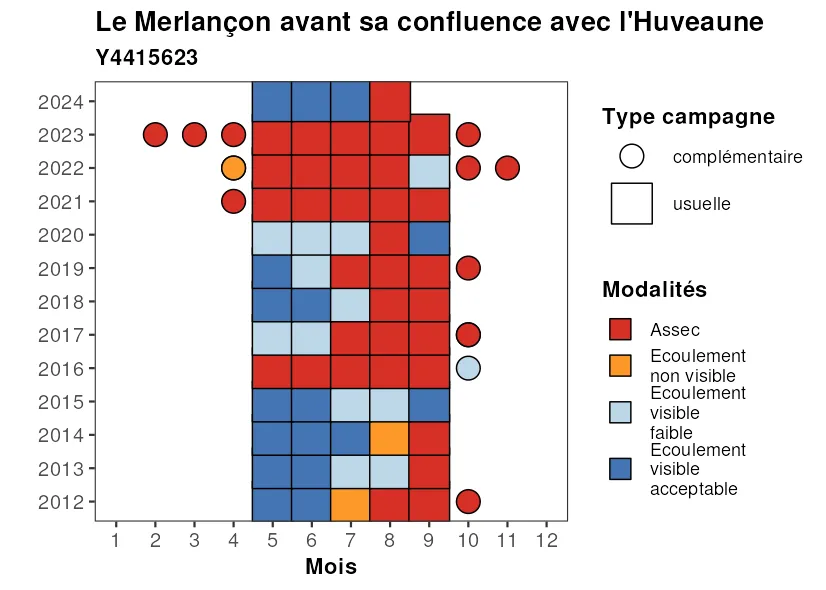 Le Merlançon avant sa confluence avec l'Huveaune
Y4415623
2024
2023
2022
2021
2020
2019
2018
2017
2016
2015
2014
2013
2012
1 2 3 4 5 6 7 8 9 10 11 12
Mois
Type campagne
complémentaire
usuelle
Modalités
Assec
Ecoulement
non visible
Ecoulement
visible
faible
Ecoulement
visible
acceptable